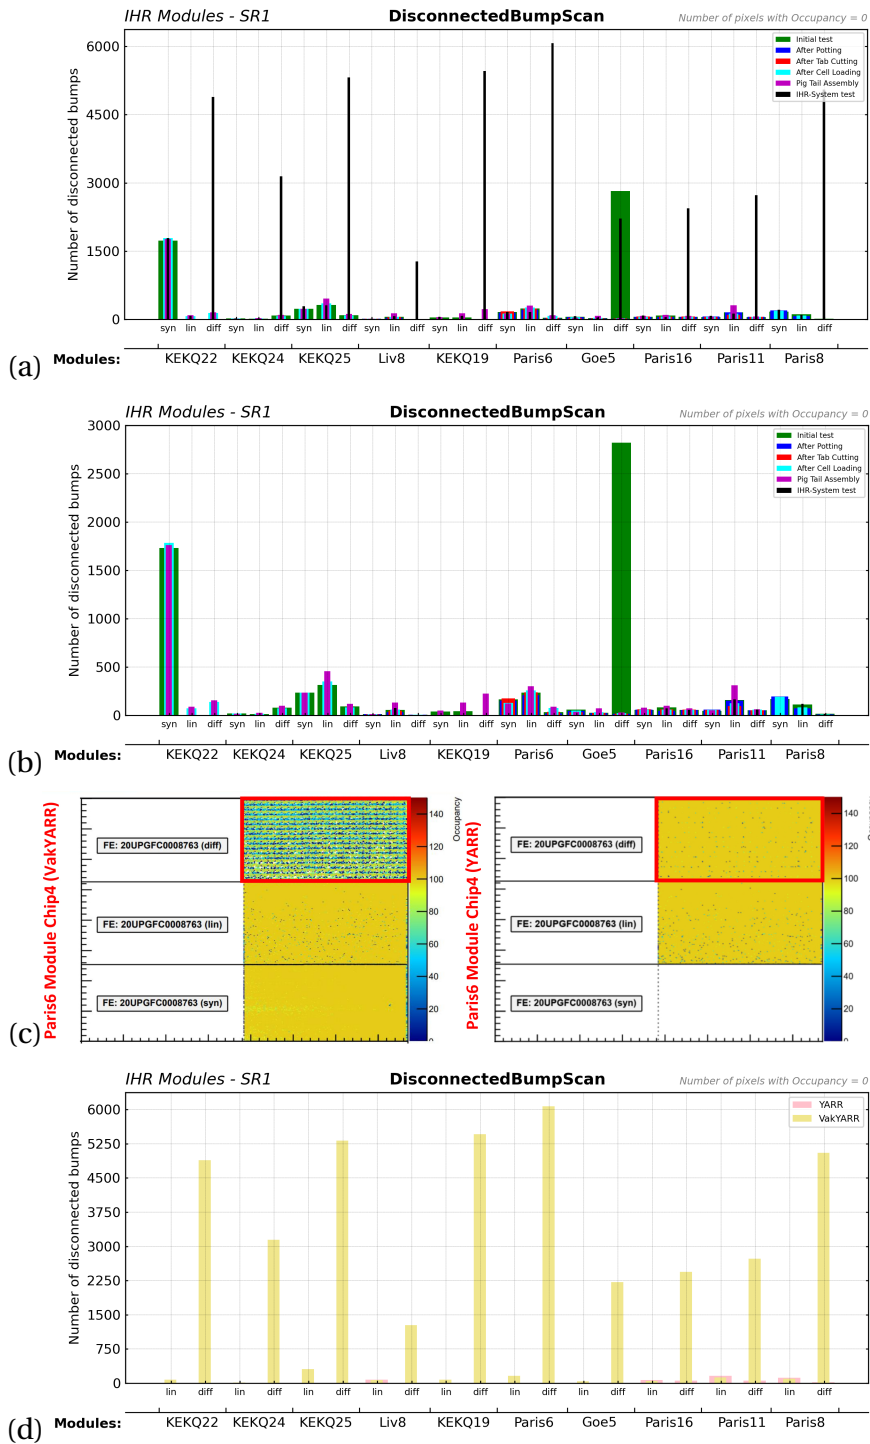 IHR Modules - SR1 DisconnectedBumpScan Number of pixels with Occupancy = 0
Number of disconnected bumps
6000
4500
3000
1500
0
Initial test
After Potting
After Tab Cutting
After Cell Loading
Pig Tail Assembly
IHR-System test
syn lin diff syn lin diff syn lin diff syn lin diff syn lin diff syn lin diff syn lin diff syn lin diff syn lin diff syn lin diff
(a) Modules: KEKQ22 KEKQ24 KEKQ25 Liv8 KEKQ19 Paris6 Goe5 Paris16 Paris11 Paris8
IHR Modules - SR1 DisconnectedBumpScan Number of pixels with Occupancy = 0
Number of disconnected bumps
3000
2500
2000
1500
1000
500
0
Initial test
After Potting
After Tab Cutting
After Cell Loading
Pig Tail Assembly
IHR-System test
syn lin diff syn lin diff syn lin diff syn lin diff syn lin diff syn lin diff syn lin diff syn lin diff syn lin diff syn lin diff
(b) Modules: KEKQ22 KEKQ24 KEKQ25 Liv8 KEKQ19 Paris6 Goe5 Paris16 Paris11 Paris8
(c) Paris6 Module Chip4 (VakYARR)
FE: 20UPGFC0008763 (diff)
FE: 20UPGFC0008763 (lin)
FE: 20UPGFC0008763 (syn)
Occupancy
140
120
100
80
60
40
20
0
Paris6 Module Chip4 (YARR)
FE: 20UPGFC0008763 (diff)
FE: 20UPGFC0008763 (lin)
FE: 20UPGFC0008763 (syn)
140
120
100
80
60
40
20
0
IHR Modules - SR1 DisconnectedBumpScan Number of pixels with Occupancy = 0
Number of disconnected bumps
6000
5250
4500
3750
3000
2250
1500
750
0
YARR
VakYARR
lin diff lin diff lin diff lin diff lin diff lin diff lin diff lin diff lin diff lin diff
(d) Modules: KEKQ22 KEKQ24 KEKQ25 Liv8 KEKQ19 Paris6 Goe5 Paris16 Paris11 Paris8